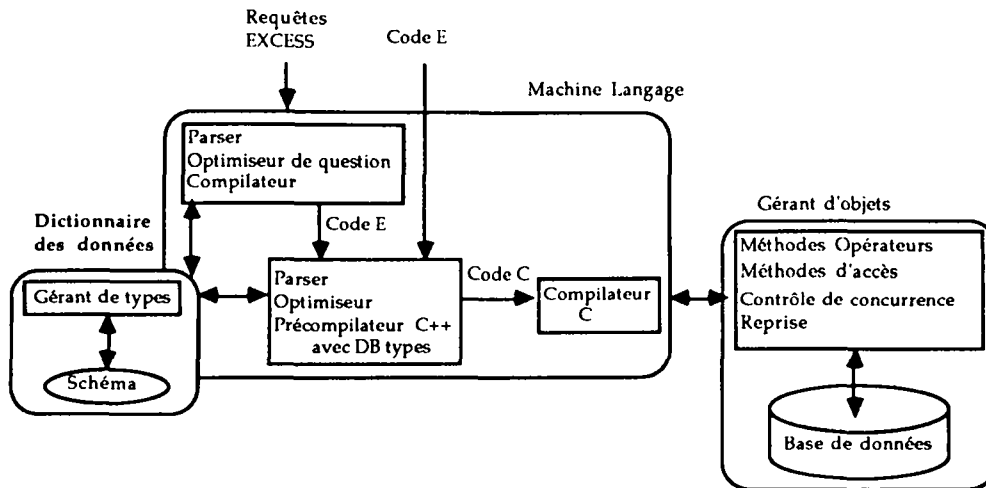 Requêtes
EXCESS
Code E
Machine Langage
Parser
Optimiseur de question
Compilateur
Dictionnaire
des données
Code E
Gérant d'objets
Gérant de types
Schéma
Parser
Optimiseur
Précompilateur C++
avec DB types
Code C
Compilateur
C
Méthodes Opérateurs
Méthodes d'accès
Contrôle de concurrence
Reprise
Base de données